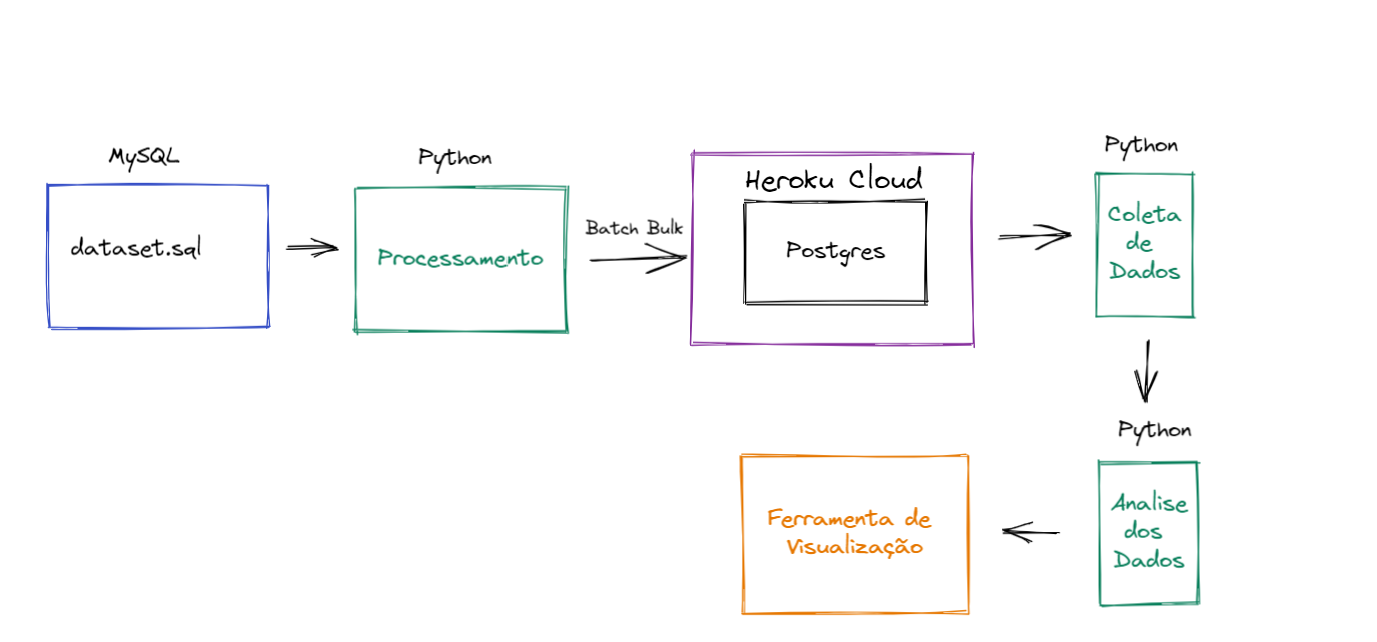 MySQL
dataset.sql
Python
Processamento
Batch Bulk
Heroku Cloud
Postgres
Python
Coleta
de
Dados
Python
Analise
dos
Dados
Ferramenta de
Visualização